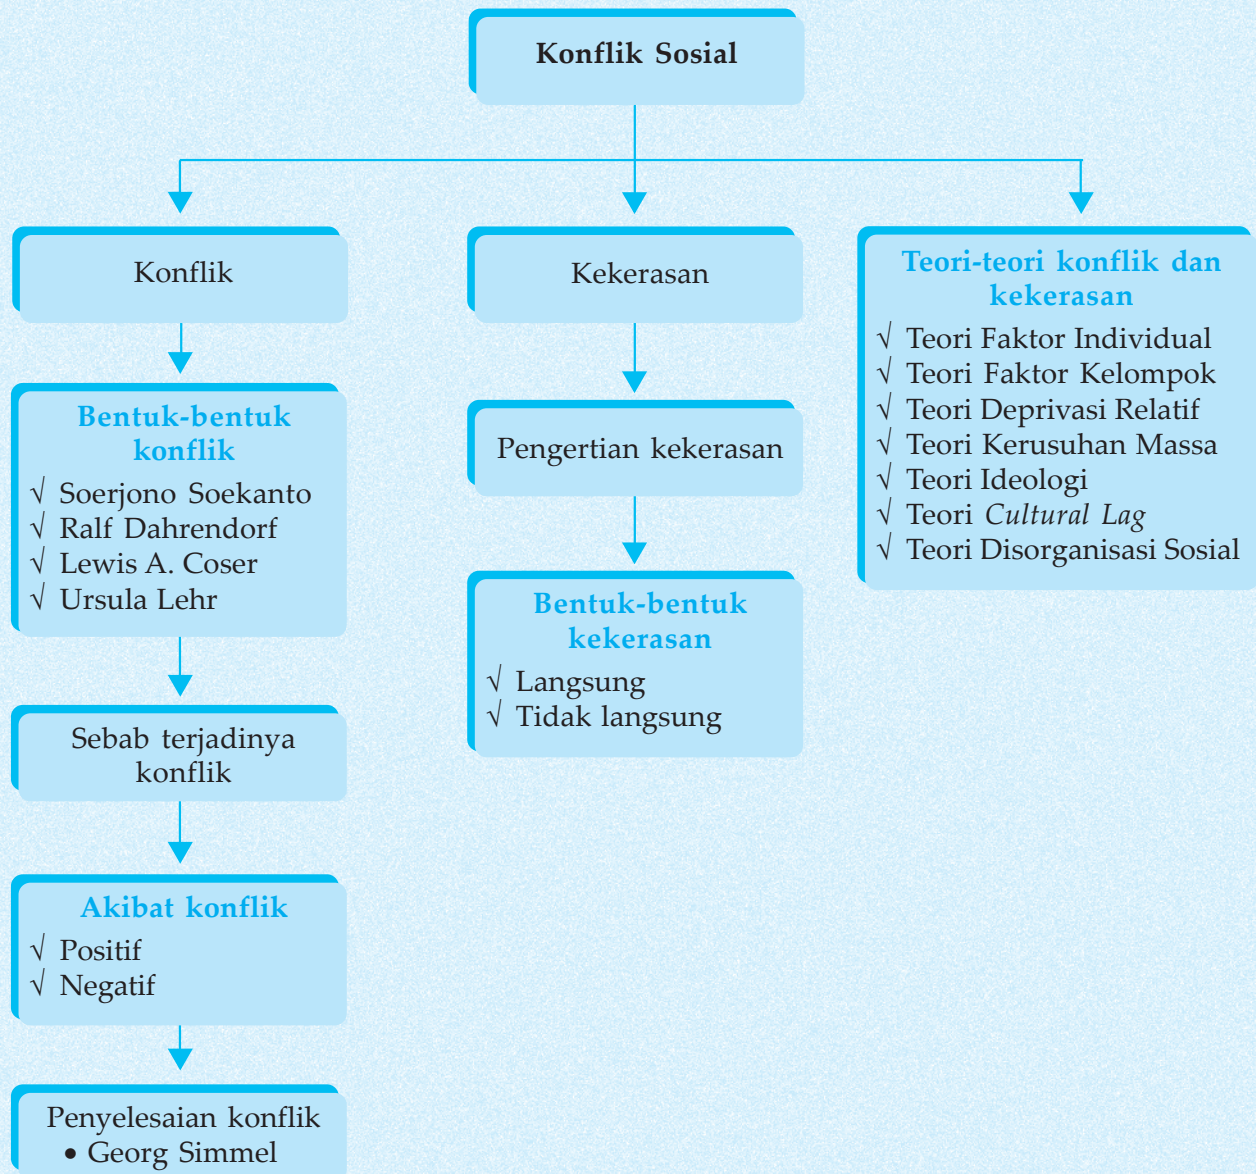 Konflik Sosial
Konflik
Bentuk-bentuk
konflik
√ Soerjono Soekanto
√ Ralf Dahrendorf
√ Lewis A. Coser
√ Ursula Lehr
Sebab terjadinya
konflik
Akibat konflik
√ Positif
√ Negatif
Penyelesaian konflik
• Georg Simmel
Kekerasan
Pengertian kekerasan
Bentuk-bentuk
kekerasan
√ Langsung
√ Tidak langsung
Teori-teori konflik dan
kekerasan
√ Teori Faktor Individual
√ Teori Faktor Kelompok
√ Teori Deprivasi Relatif
√ Teori Kerusuhan Massa
√ Teori Ideologi
√ Teori Cultural Lag
√ Teori Disorganisasi Sosial